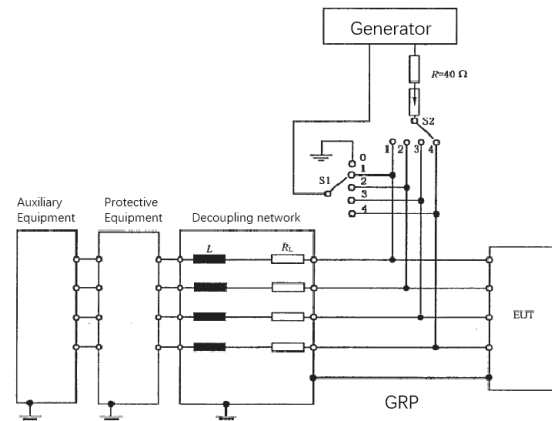 Generator
R=40 Ω
S2
1 2 3 4
0
1
S1
2
3
4
Auxiliary
Equipment
Protective
Equipment
Decoupling network
L
RL
EUT
GRP